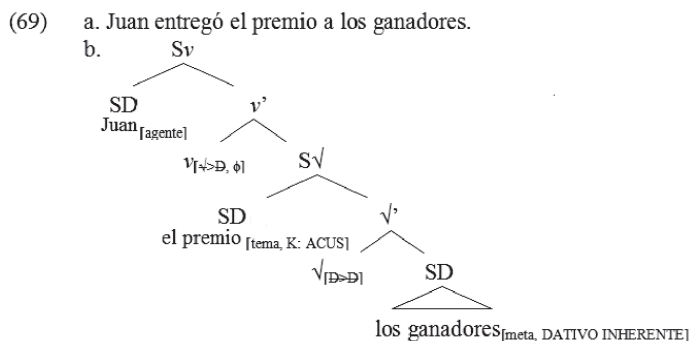 (69) a. Juan entregó el premio a los ganadores.
b. Sv
SD v’
Juan[agente]
v[√>D, ϕ] S√
SD √’
el premio [tema, K: ACUS]
√[D>D] SD
los ganadores[meta, DATIVO INHERENTE]